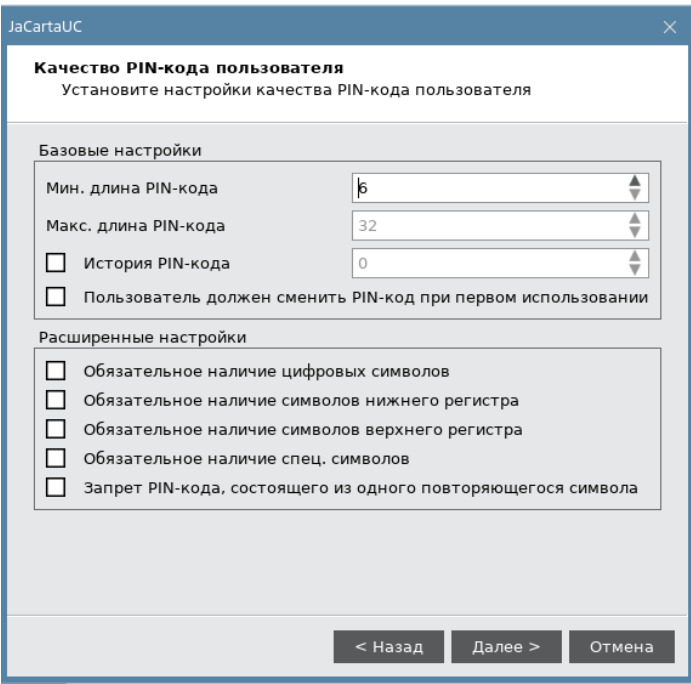 JaCartaUC
Качество PIN-кода пользователя
Установите настройки качества PIN-кода пользователя
Базовые настройки
Мин. длина PIN-кода 6
Макс. длина PIN-кода 32
История PIN-кода 0
Пользователь должен сменить PIN-код при первом использовании
Расширенные настройки
Обязательное наличие цифровых символов
Обязательное наличие символов нижнего регистра
Обязательное наличие символов верхнего регистра
Обязательное наличие спец. символов
Запрет PIN-кода, состоящего из одного повторяющегося символа
< Назад Далее > Отмена